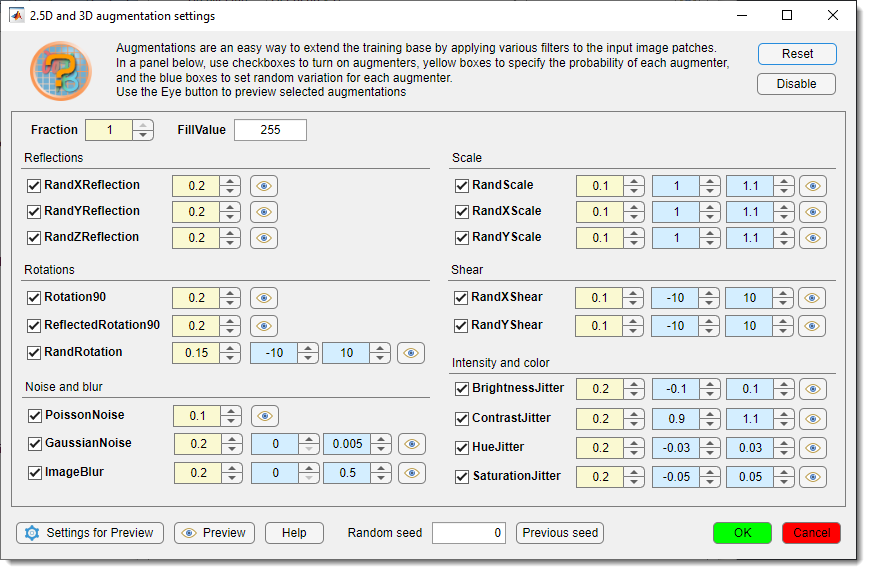 2.5D and 3D augmentation settings
Augmentations are an easy way to extend the training base by applying various filters to the input image patches.
In a panel below, use checkboxes to turn on augmenters, yellow boxes to specify the probability of each augmenter,
and the blue boxes to set random variation for each augmenter.
Use the Eye button to preview selected augmentations
Reset
Disable
Fraction 1 FillValue 255
Reflections
RandXReflection 0.2
RandYReflection 0.2
RandZReflection 0.2
Rotations
Rotation90 0.2
ReflectedRotation90 0.2
RandRotation 0.15 -10 10
Noise and blur
PoissonNoise 0.1
GaussianNoise 0.2 0 0.005
ImageBlur 0.2 0 0.5
Scale
RandScale 0.1 1 1.1
RandXScale 0.1 1 1.1
RandYScale 0.1 1 1.1
Shear
RandXShear 0.1 -10 10
RandYShear 0.1 -10 10
Intensity and color
BrightnessJitter 0.2 -0.1 0.1
ContrastJitter 0.2 0.9 1.1
HueJitter 0.2 -0.03 0.03
SaturationJitter 0.2 -0.05 0.05
Settings for Preview Preview Help Random seed 0 Previous seed OK Cancel